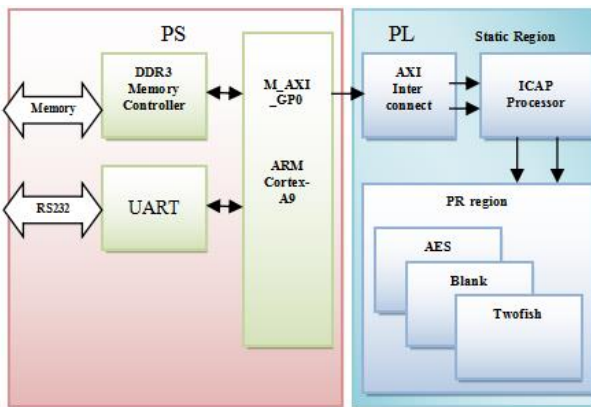 PS
PL
Static Region
DDR3
Memory
Controller
Memory
M_AXI
_GP0
AXI
Inter
connect
ICAP
Processor
ARM
Cortex-
A9
RS232
UART
PR region
AES
Blank
Twofish